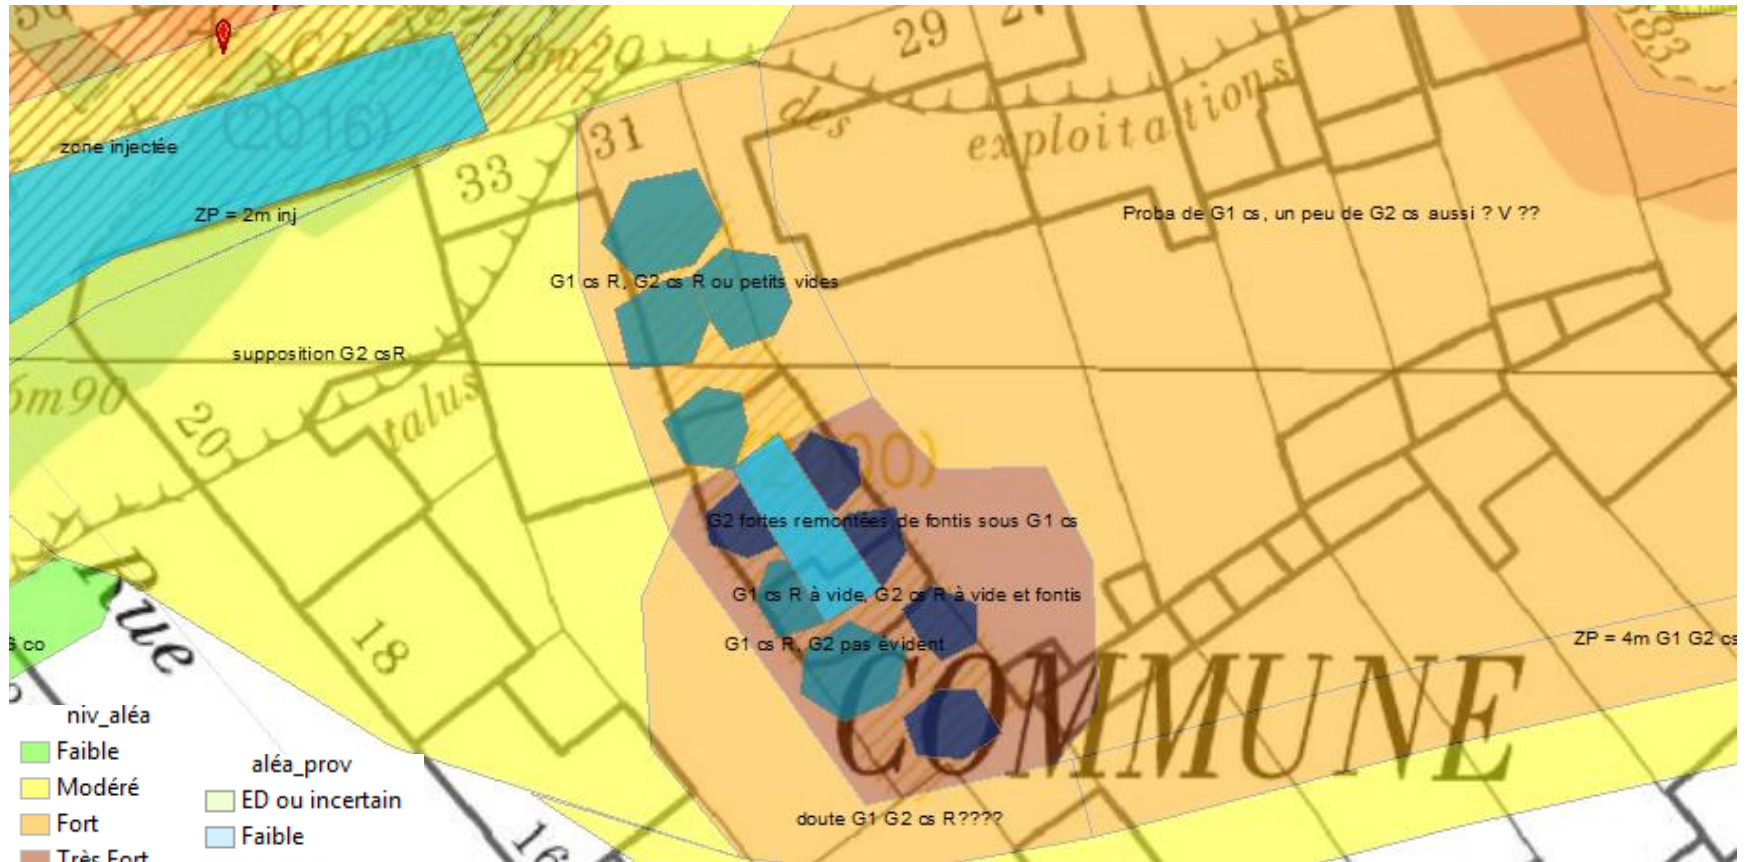 29
27
des
exploitations
(2016)
31
zone injectée
33
ZP = 2m inj
Proba de G1 cs, un peu de G2 cs aussi ? V ??
G1 cs R, G2 cs R ou petits vides
supposition G2 csR
6m90
20
talus
G2 fortes remontées de fontis sous G1 cs
G1 cs R à vide, G2 cs R à vide et fontis
G1 cs R, G2 pas évident
ZP = 4m G1 G2 cs
Rue
18
COMMUNE
niv_aléa
Faible
Modéré
Fort
Très Fort
aléa_prov
ED ou incertain
Faible
doute G1 G2 cs R????
16